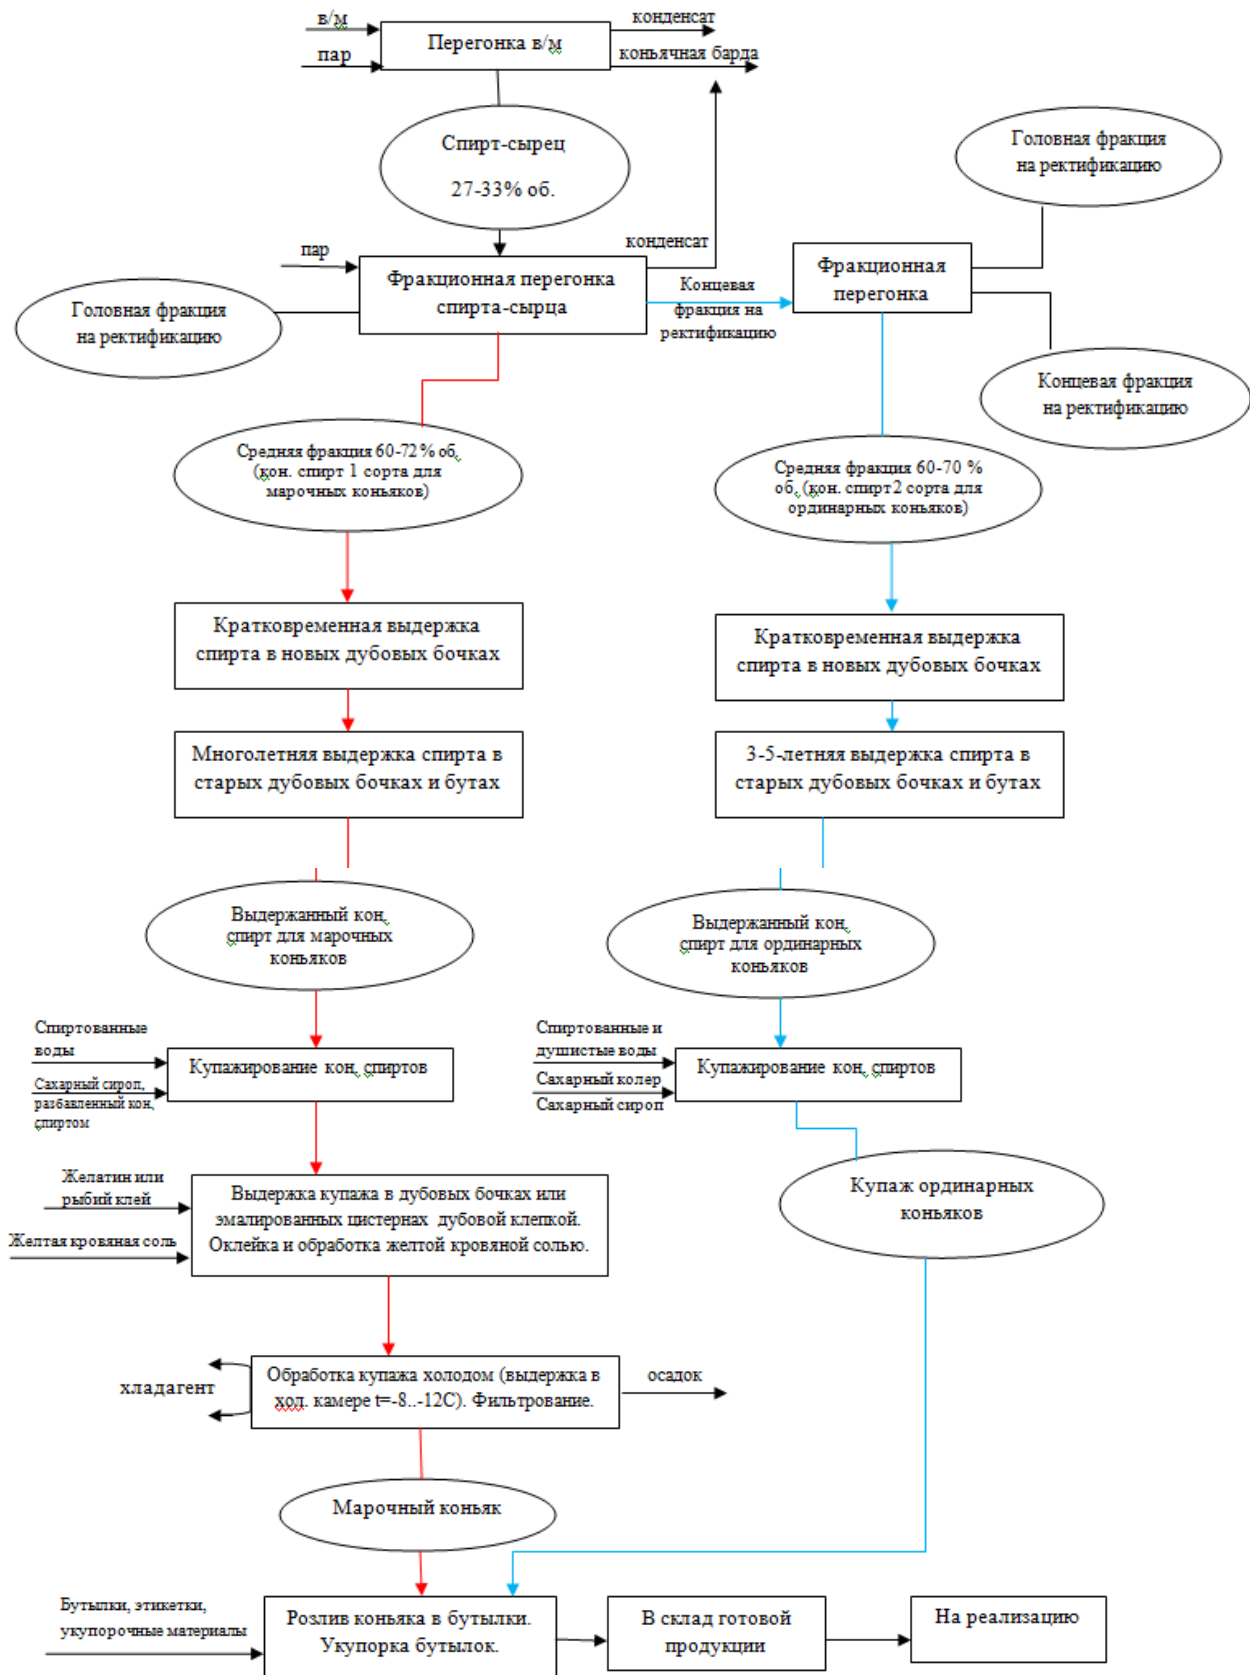 в/м
пар
Перегонка в/м
конденсат
коньячная барда
Спирт-сырец
27-33% об.
Головная фракция
на ректификацию
пар
Фракционная перегонка
спирта-сырца
конденсат
Концевая
фракция на
ректификацию
Фракционная
перегонка
Головная фракция
на ректификацию
Концевая фракция
на ректификацию
Средняя фракция 60-72% об.
(кон. спирт 1 сорта для
марочных коньяков)
Средняя фракция 60-70 %
об. (кон. спирт2 сорта для
ординарных коньяков)
Кратковременная выдержка
спирта в новых дубовых бочках
Кратковременная выдержка
спирта в новых дубовых бочках
Многолетняя выдержка спирта в
старых дубовых бочках и бутах
3-5-летняя выдержка спирта в
старых дубовых бочках и бутах
Выдержанный кон.
спирт для марочных
коньяков
Выдержанный кон.
спирт для ординарных
коньяков
Спиртованные
воды
Сахарный сироп,
разбавленный кон.
спиртом
Купажирование кон. спиртов
Спиртованные и
душистые воды
Сахарный колер
Сахарный сироп
Купажирование кон. спиртов
Желатин или
рыбий клей
Желтая кровяная соль
Выдержка купажа в дубовых бочках или
эмалированных цистернах дубовой клепкой.
Оклейка и обработка желтой кровяной солью.
Купаж ординарных
коньяков
хладагент
Обработка купажа холодом (выдержка в
хол. камере t=-8..-12С). Фильтрование.
осадок
Марочный коньяк
Бутылки, этикетки,
укупорочные материалы
Розлив коньяка в бутылки.
Укупорка бутылок.
В склад готовой
продукции
На реализацию